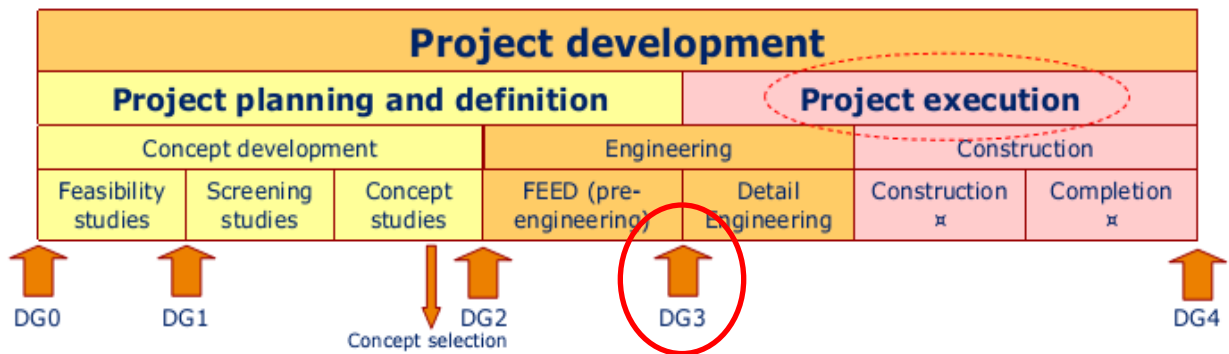 Project development
Project planning and definition
Project execution
Concept development
Engineering
Construction
Feasibility
studies
Screening
studies
Concept
studies
FEED (pre-
engineering)
Detail
Engineering
Construction
¤
Completion
¤
DG0
DG1
Concept selection
DG2
DG3
DG4